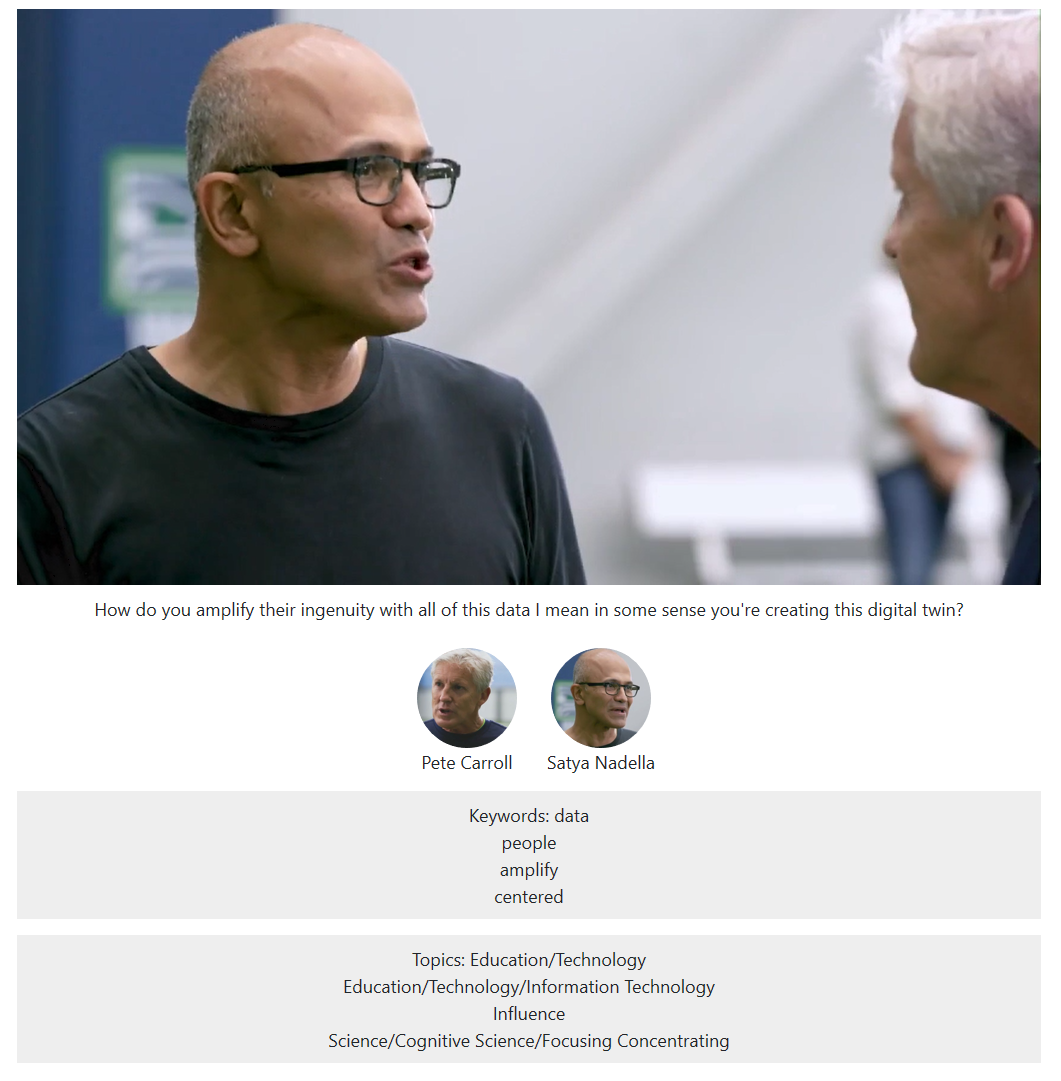 How do you amplify their ingenuity with all of this data I mean in some sense you're creating this digital twin?
Pete Carroll
Satya Nadella
Keywords: data
people
amplify
centered
Topics: Education/Technology
Education/Technology/Information Technology
Influence
Science/Cognitive Science/Focusing Concentrating